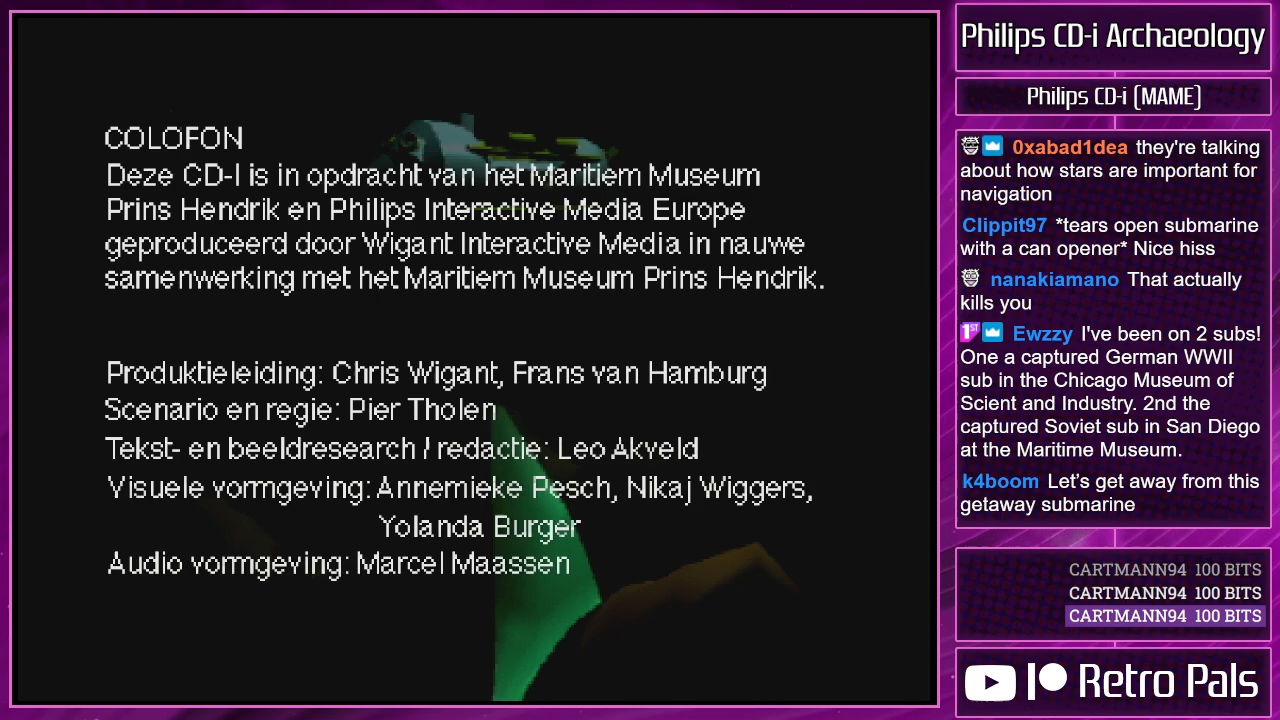 COLOFON
Deze CD-I is in opdracht van het Maritiem Museum
Prins Hendrik en Philips Interactive Media Europe
geproduceerd door Wigant Interactive Media in nauwe
samenwerking met het Maritiem Museum Prins Hendrik.
Produktieleiding: Chris Wigant, Frans van Hamburg
Scenario en regie: Pier Tholen
Tekst- en beeldresearch / redactie: Leo Akveld
Visuele vormgeving: Annemieke Pesch, Nikaj Wiggers,
Yolanda Burger
Audio vormgeving: Marcel Maassen
Philips CD-i Archaeology
Philips CD-i [MAME]
0xabad1dea they're talking
about how stars are important for
navigation
Clippit97 *tears open submarine
with a can opener* Nice hiss
nanakiamano That actually
kills you
1ST Ewzzy I've been on 2 subs!
One a captured German WWII
sub in the Chicago Museum of
Scient and Industry. 2nd the
captured Soviet sub in San Diego
at the Maritime Museum.
k4boom Let's get away from this
getaway submarine
CARTMANN94 100 BITS
CARTMANN94 100 BITS
CARTMANN94 100 BITS
Retro Pals